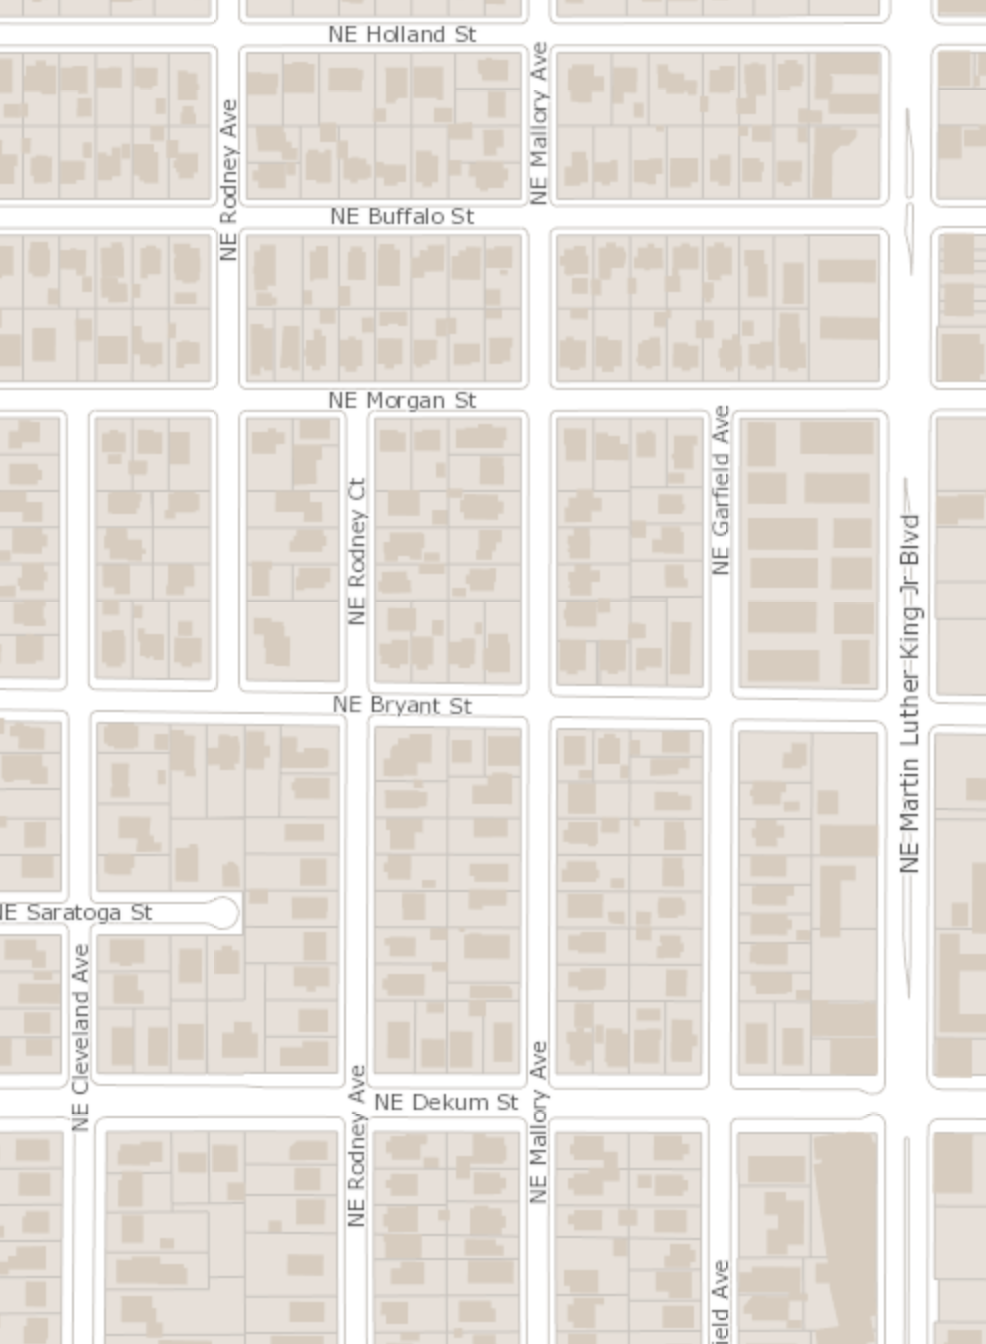 NE Holland St
NE Mallory Ave
NE Rodney Ave
NE Buffalo St
NE Morgan St
NE Garfield Ave
NE Rodney Ct
NE Martin Luther King Jr Blvd
NE Bryant St
NE Saratoga St
NE Cleveland Ave
NE Mallory Ave
NE Rodney Ave
NE Dekum St
ield Ave